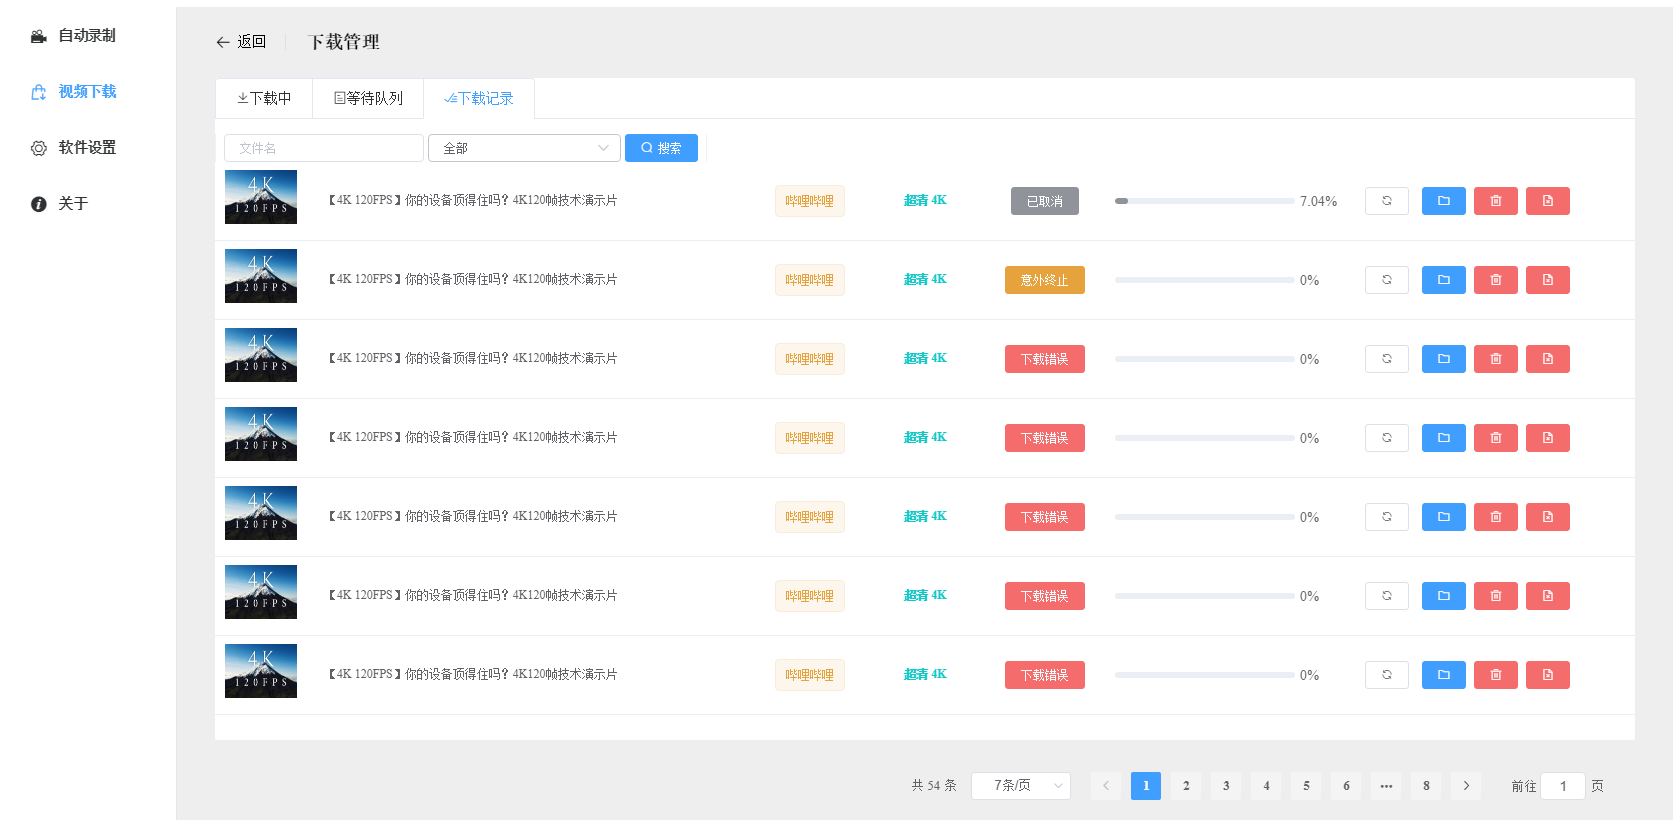 自动录制
视频下载
软件设置
关于
返回 下载管理
下载中 等待队列 下载记录
文件名 全部 搜索
4K
120FPS
【4K 120FPS】你的设备顶得住吗? 4K120帧技术演示片 哔哩哔哩 超清 4K 已取消 7.04%
4K
120FPS
【4K 120FPS】你的设备顶得住吗? 4K120帧技术演示片 哔哩哔哩 超清 4K 意外终止 0%
4K
120FPS
【4K 120FPS】你的设备顶得住吗? 4K120帧技术演示片 哔哩哔哩 超清 4K 下载错误 0%
4K
120FPS
【4K 120FPS】你的设备顶得住吗? 4K120帧技术演示片 哔哩哔哩 超清 4K 下载错误 0%
4K
120FPS
【4K 120FPS】你的设备顶得住吗? 4K120帧技术演示片 哔哩哔哩 超清 4K 下载错误 0%
4K
120FPS
【4K 120FPS】你的设备顶得住吗? 4K120帧技术演示片 哔哩哔哩 超清 4K 下载错误 0%
4K
120FPS
【4K 120FPS】你的设备顶得住吗? 4K120帧技术演示片 哔哩哔哩 超清 4K 下载错误 0%
共 54 条 7条/页 1 2 3 4 5 6 ••• 8 前往 1 页